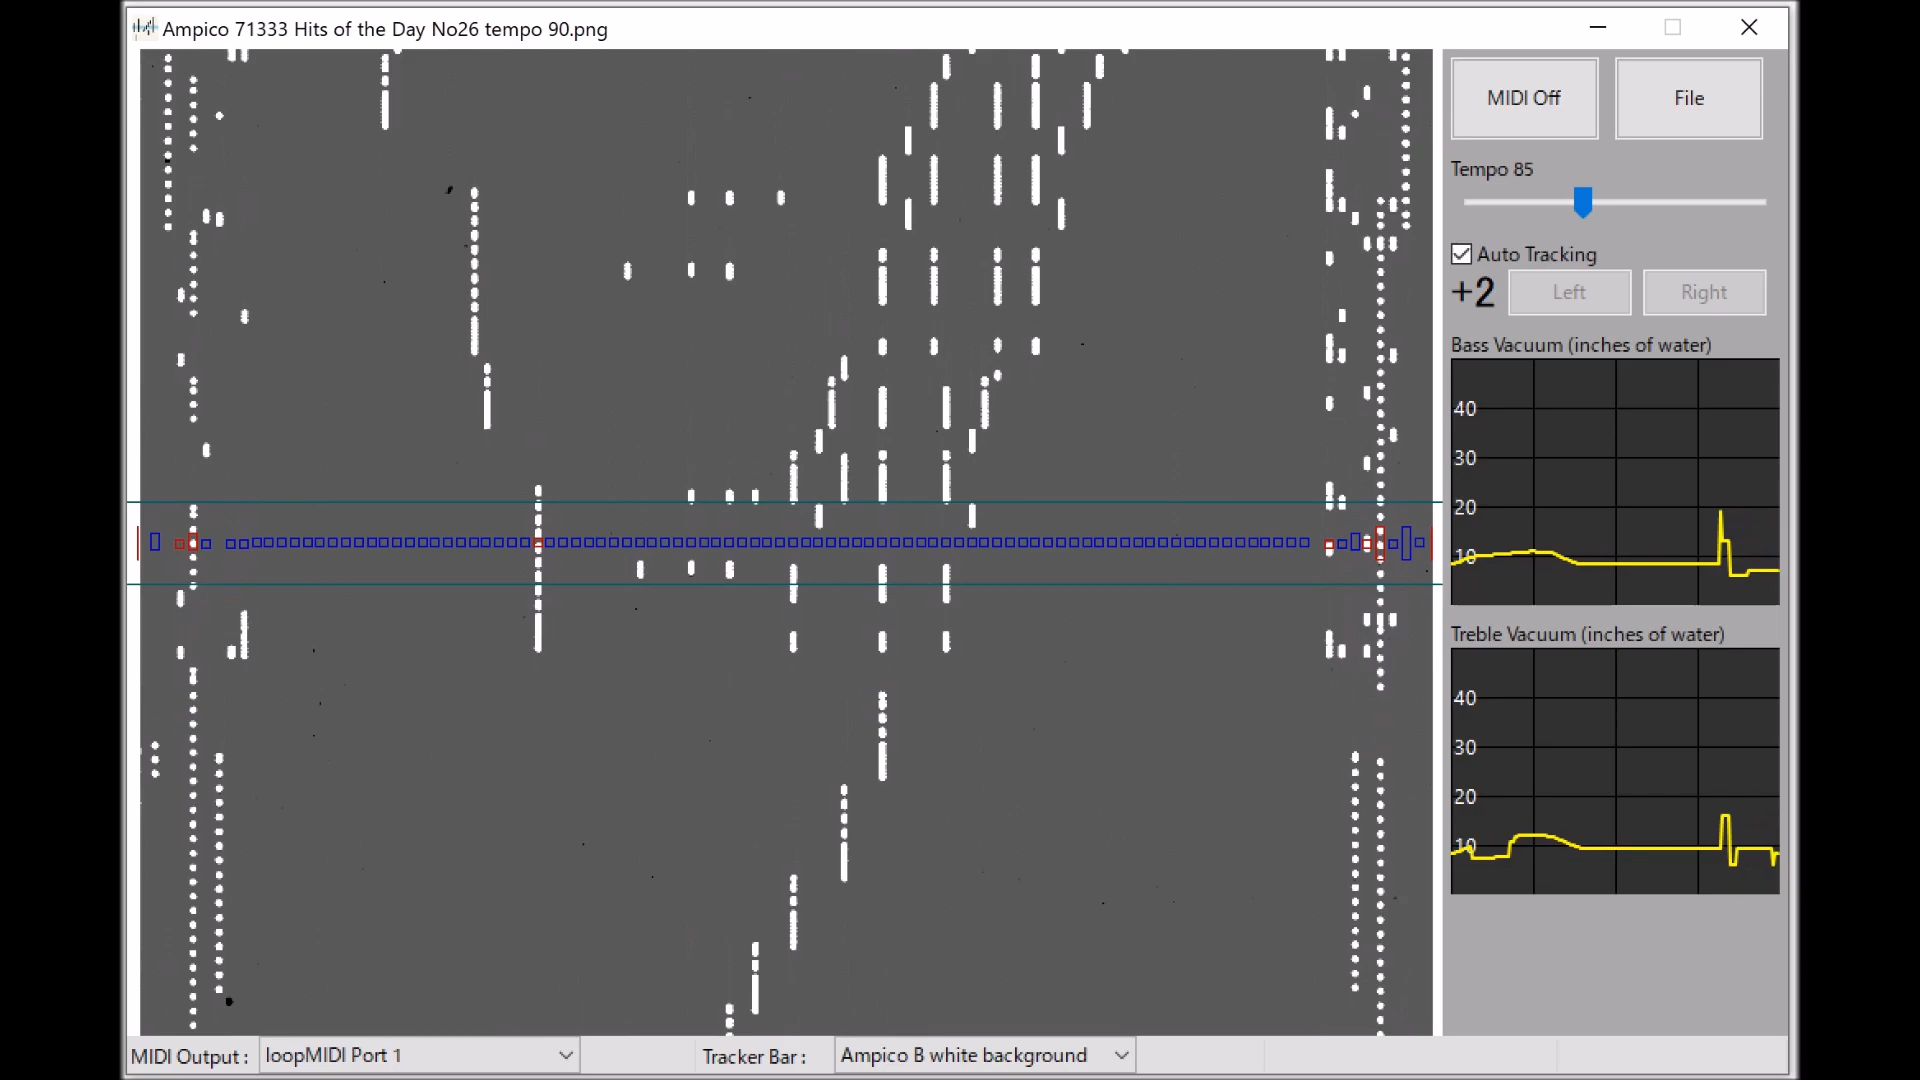 Ampico 71333 Hits of the Day No26 tempo 90.png
MIDI Off
File
Tempo 85
Auto Tracking
+2
Left
Right
Bass Vacuum (inches of water)
40
30
20
10
Treble Vacuum (inches of water)
40
30
20
10
MIDI Output :
loopMIDI Port 1
Tracker Bar :
Ampico B white background